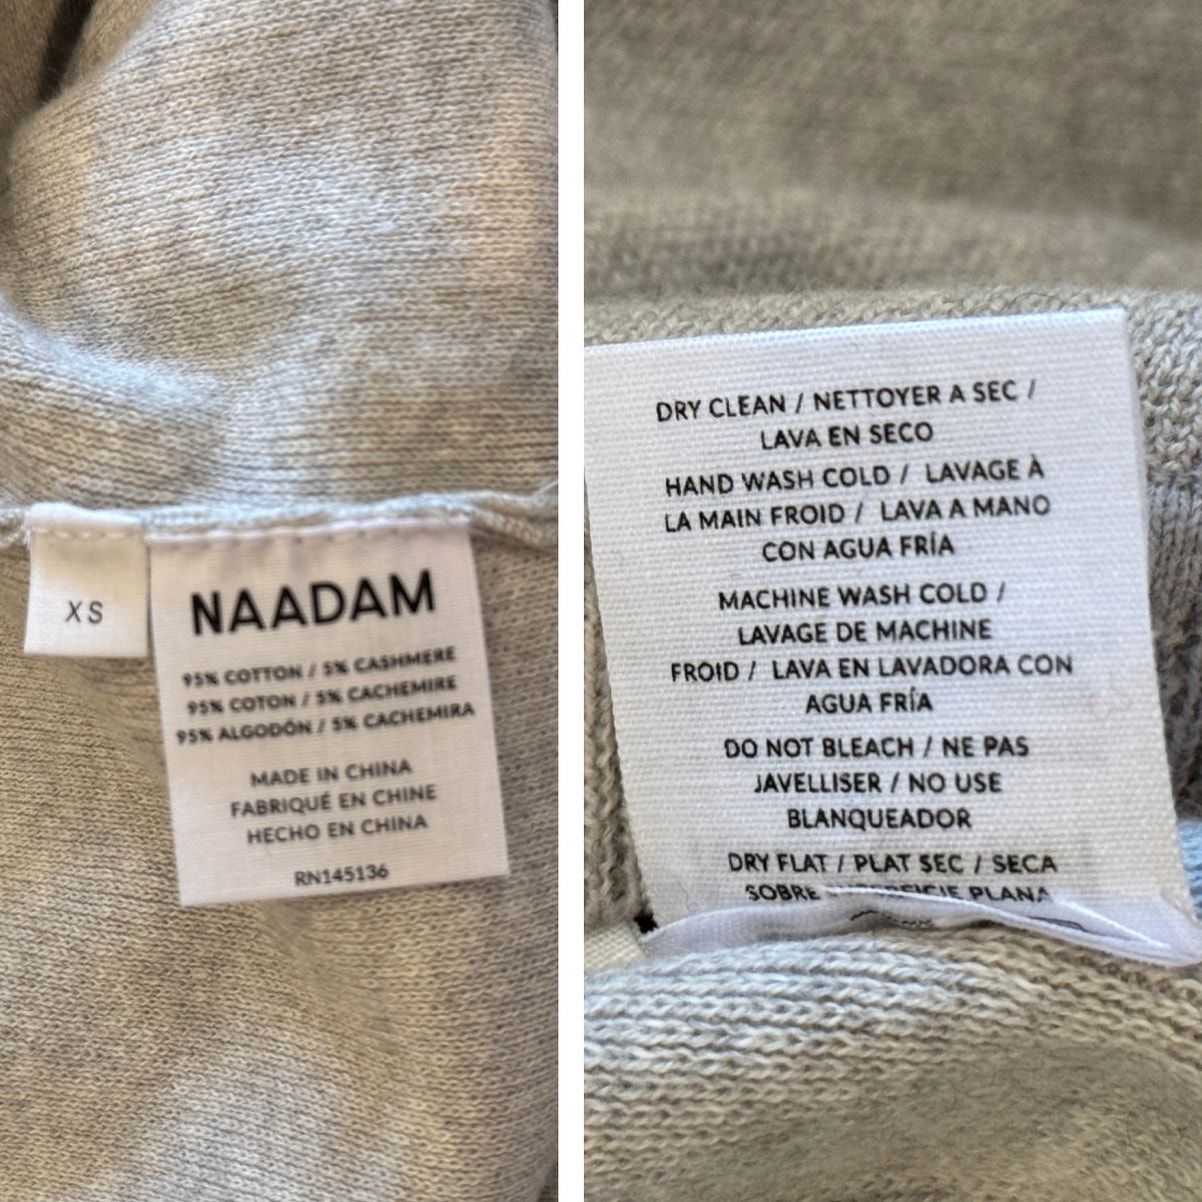 XS
NAADAM
95% COTTON / 5% CASHMERE
95% COTON / 5% CACHEMIRE
95% ALGODÓN / 5% CACHEMIRA
MADE IN CHINA
FABRIQUÉ EN CHINE
HECHO EN CHINA
RN145136
DRY CLEAN / NETTOYER A SEC /
LAVA EN SECO
HAND WASH COLD / LAVAGE À
LA MAIN FROID / LAVA A MANO
CON AGUA FRÍA
MACHINE WASH COLD /
LAVAGE DE MACHINE
FROID / LAVA EN LAVADORA CON
AGUA FRÍA
DO NOT BLEACH / NE PAS
JAVELLISER / NO USE
BLANQUEADOR
DRY FLAT / PLAT SEC / SECA
SOBRE PLANA